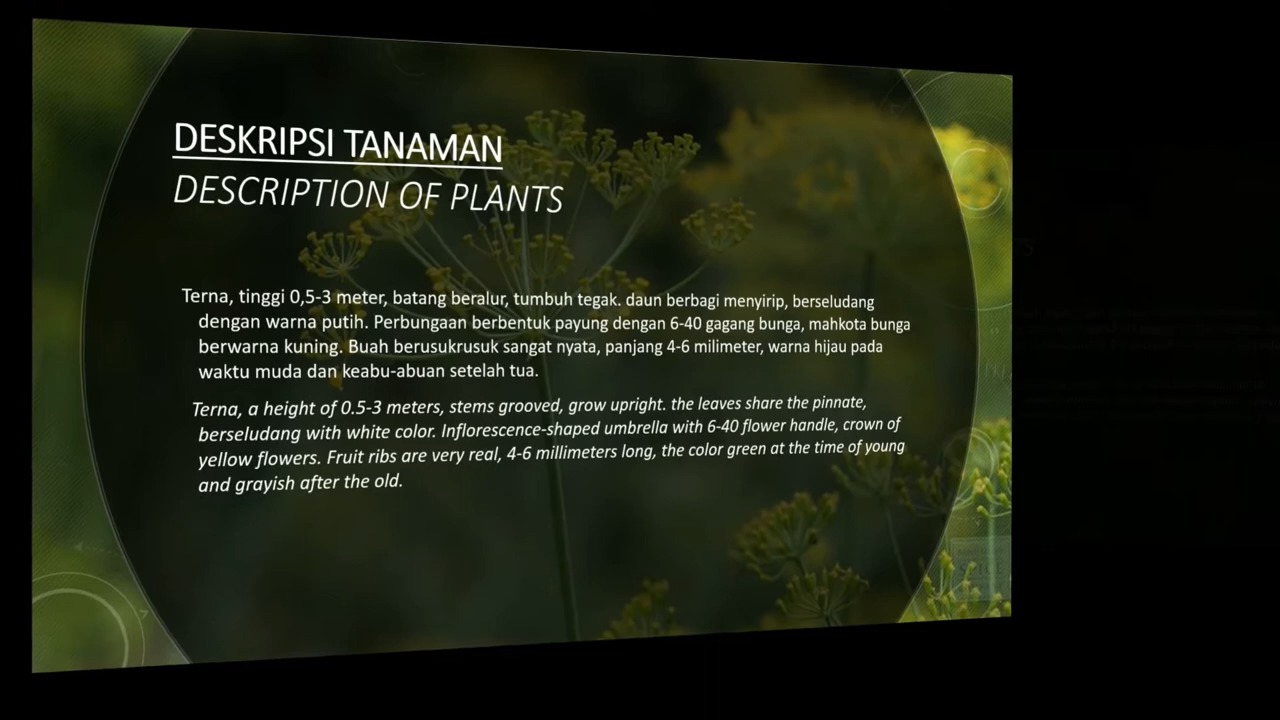 DESKRIPSI TANAMAN
DESCRIPTION OF PLANTS
Terna, tinggi 0,5-3 meter, batang beralur, tumbuh tegak. daun berbagi menyirip, berseludang
dengan warna putih. Perbungaan berbentuk payung dengan 6-40 gagang bunga, mahkota bunga
berwarna kuning. Buah berusukrusuk sangat nyata, panjang 4-6 milimeter, warna hijau pada
waktu muda dan keabu-abuan setelah tua.
Terna, a height of 0.5-3 meters, stems grooved, grow upright. the leaves share the pinnate,
berseludang with white color. Inflorescence-shaped umbrella with 6-40 flower handle, crown of
yellow flowers. Fruit ribs are very real, 4-6 millimeters long, the color green at the time of young
and grayish after the old.